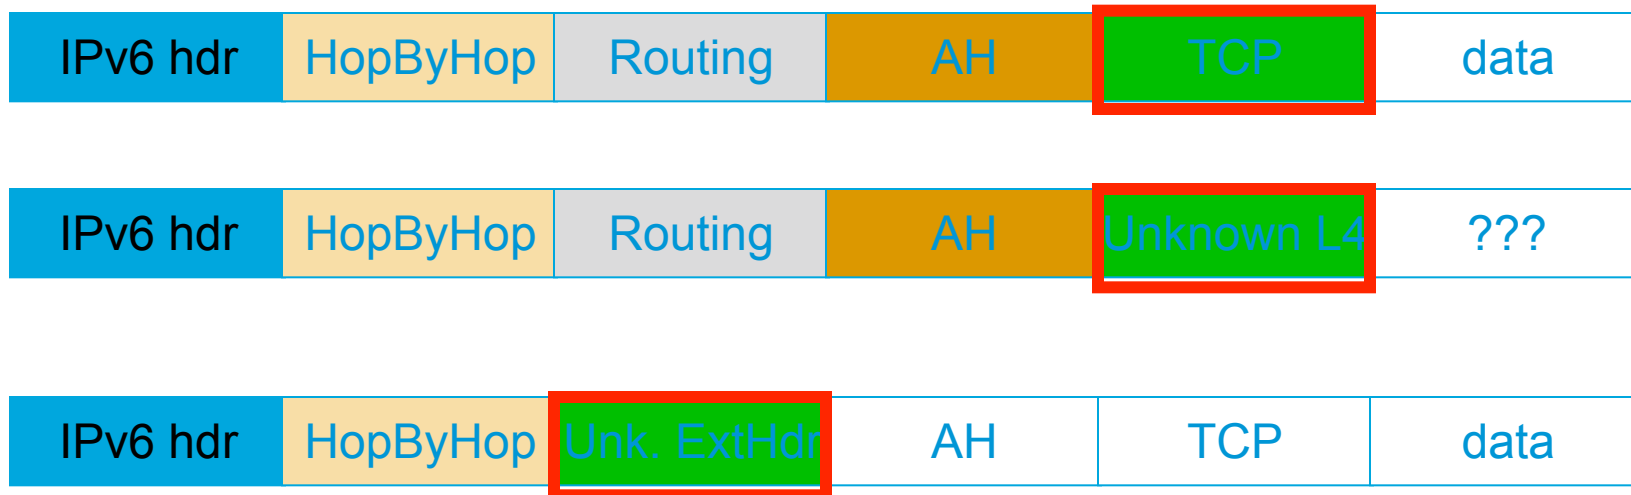 IPv6 hdr HopByHop Routing AH TCP data
IPv6 hdr HopByHop Routing AH Unknown L4 ???
IPv6 hdr HopByHop Unk. ExtHdr AH TCP data